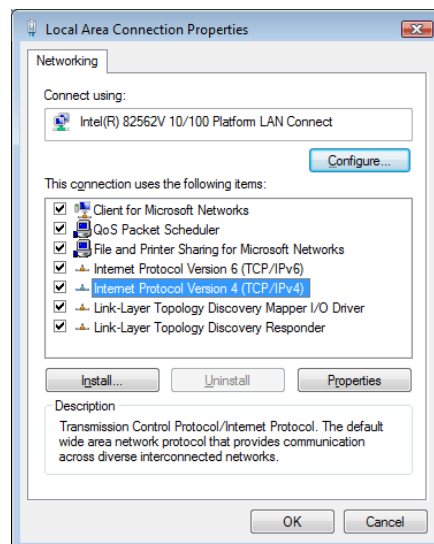 Local Area Connection Properties
Networking
Connect using:
Intel(R) 82562V 10/100 Platform LAN Connect
Configure...
This connection uses the following items:
Client for Microsoft Networks
QoS Packet Scheduler
File and Printer Sharing for Microsoft Networks
Internet Protocol Version 6 (TCP/IPv6)
Internet Protocol Version 4 (TCP/IPv4)
Link-Layer Topology Discovery Mapper I/O Driver
Link-Layer Topology Discovery Responder
Install... Uninstall Properties
Description
Transmission Control Protocol/Internet Protocol. The default
wide area network protocol that provides communication
across diverse interconnected networks.
OK Cancel